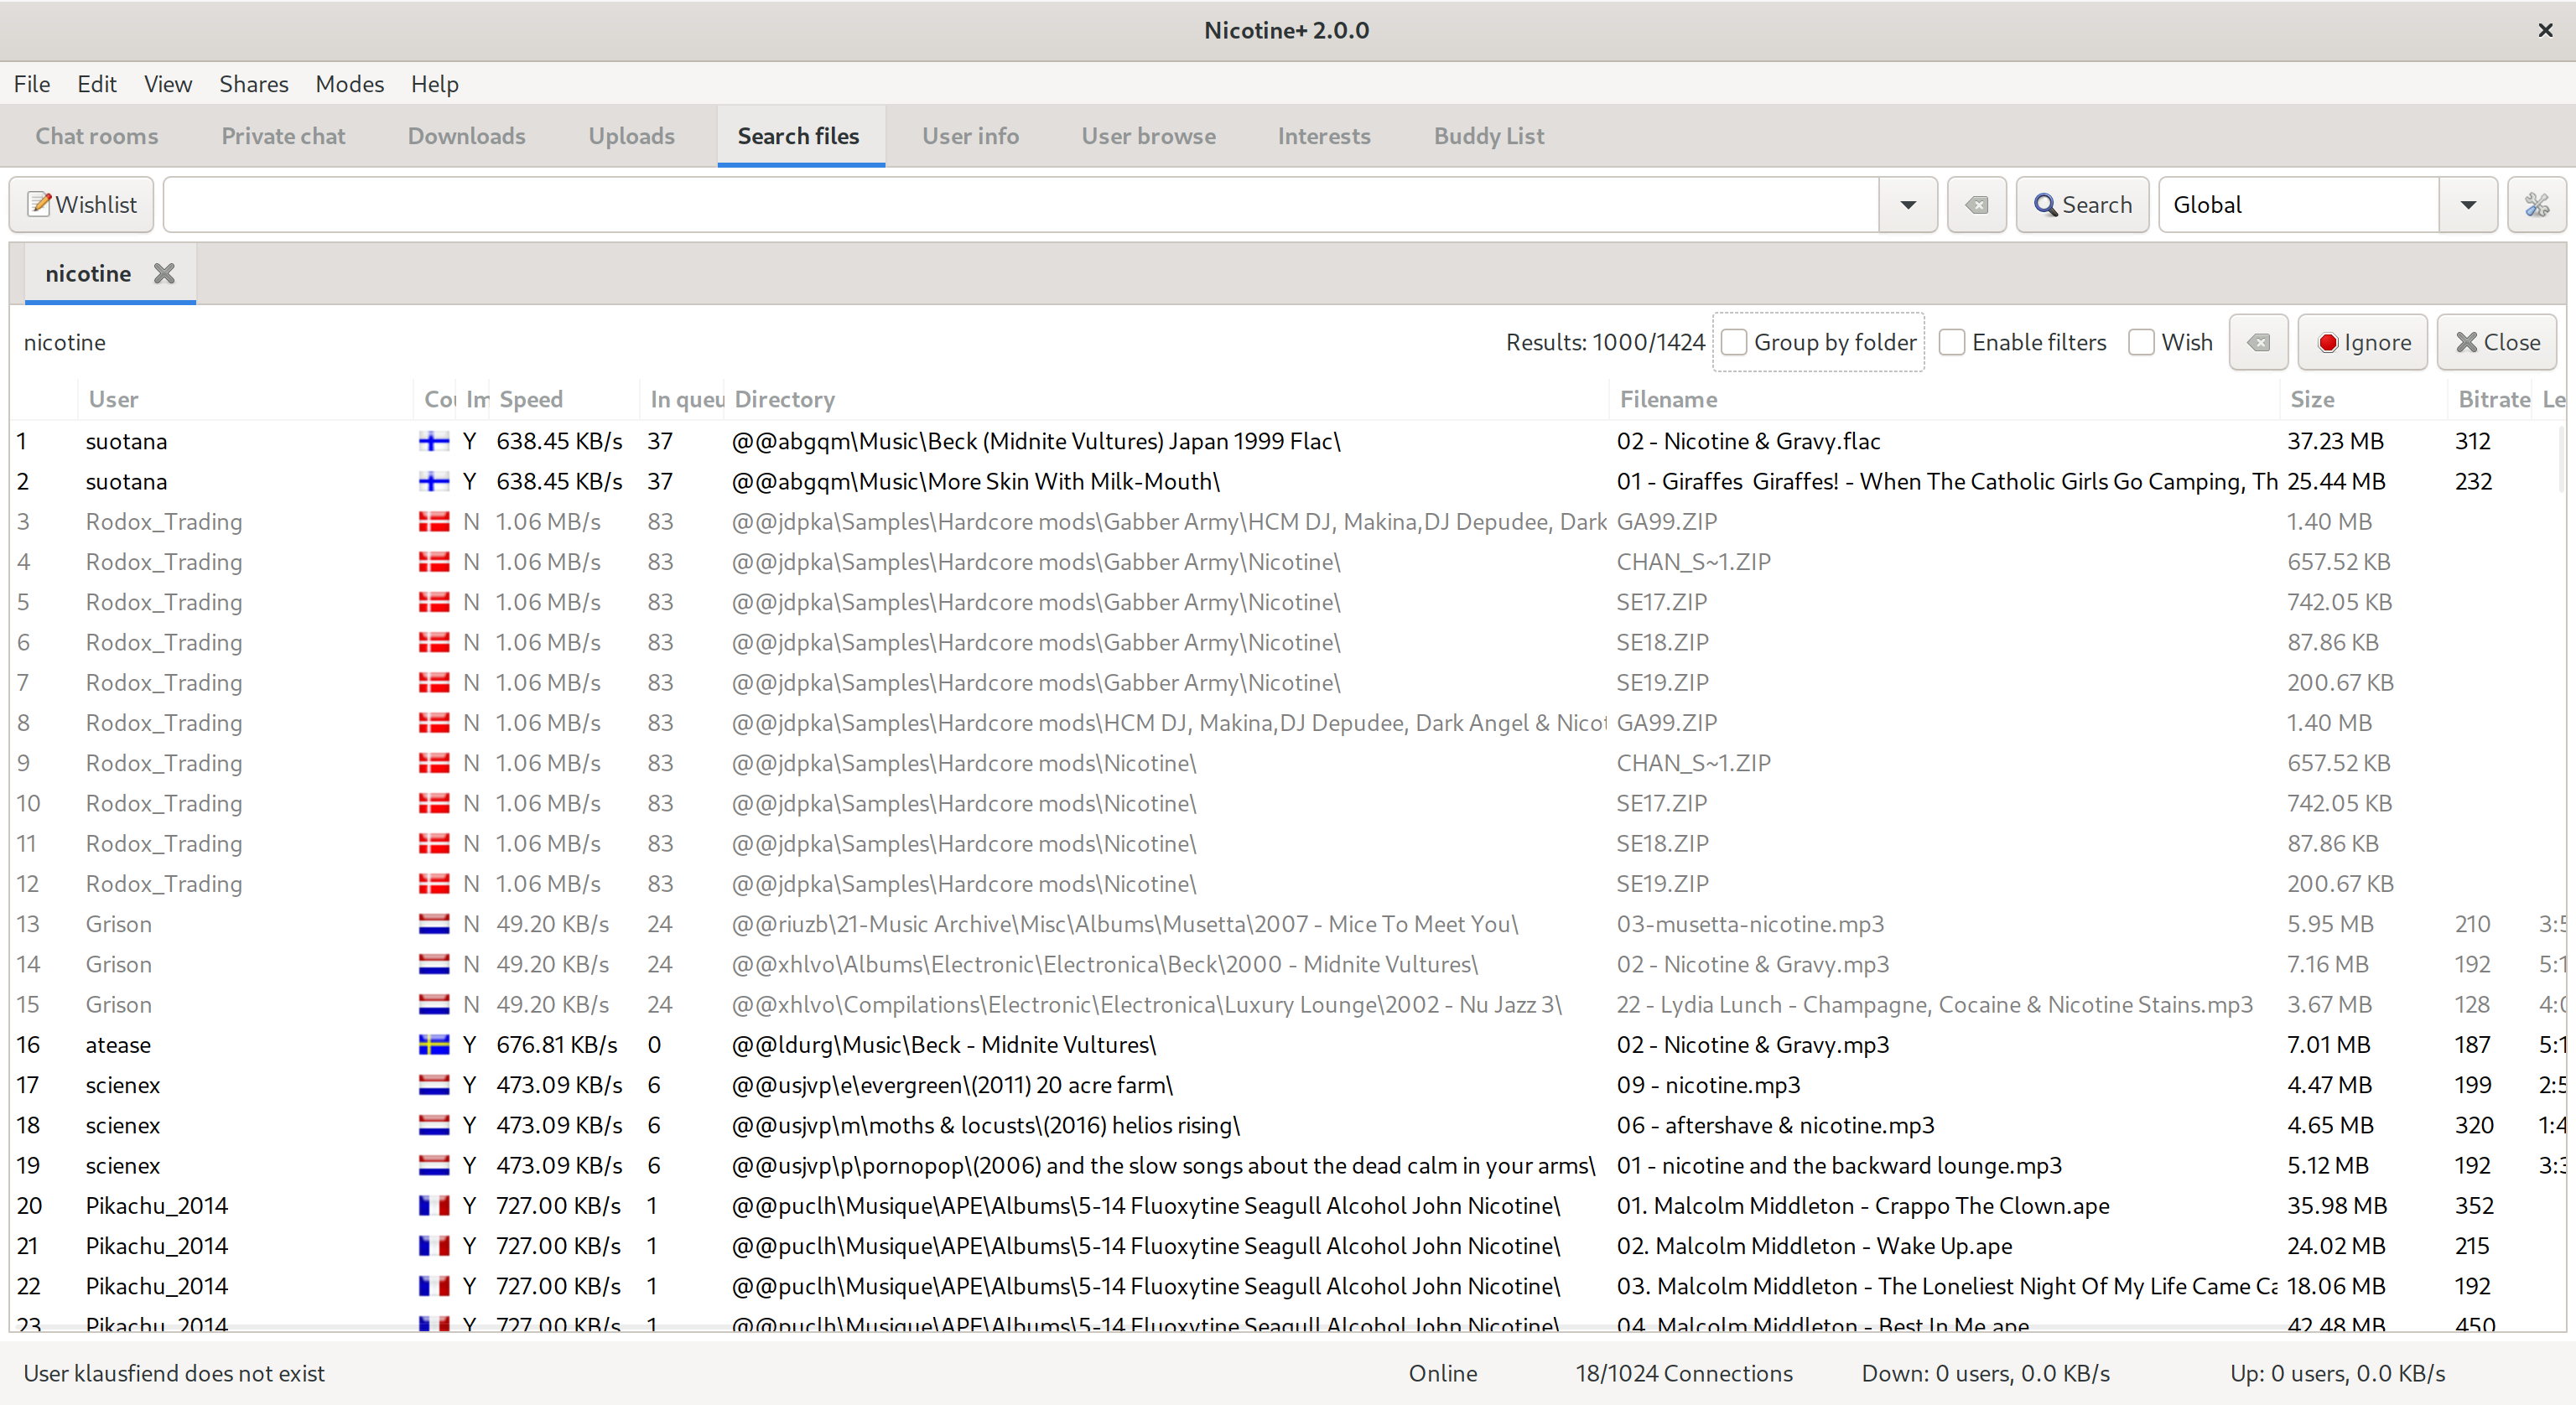 Nicotine+ 2.0.0
File Edit View Shares Modes Help
Chat rooms Private chat Downloads Uploads Search files User info User browse Interests Buddy List
Wishlist Search Global
nicotine
nicotine Results: 1000/1424 Group by folder Enable filters Wish Ignore Close
User Cou Im Speed In queu Directory Filename Size Bitrate Le
1 suotana Y 638.45 KB/s 37 @@abgqm\Music\Beck (Midnite Vultures) Japan 1999 Flac\ 02 - Nicotine & Gravy.flac 37.23 MB 312
2 suotana Y 638.45 KB/s 37 @@abgqm\Music\More Skin With Milk-Mouth\ 01 - Giraffes  Giraffes! - When The Catholic Girls Go Camping, Th 25.44 MB 232
3 Rodox_Trading N 1.06 MB/s 83 @@jdpka\Samples\Hardcore mods\Gabber Army\HCM DJ, Makina,DJ Depudee, Dark GA99.ZIP 1.40 MB
4 Rodox_Trading N 1.06 MB/s 83 @@jdpka\Samples\Hardcore mods\Gabber Army\Nicotine\ CHAN_S~1.ZIP 657.52 KB
5 Rodox_Trading N 1.06 MB/s 83 @@jdpka\Samples\Hardcore mods\Gabber Army\Nicotine\ SE17.ZIP 742.05 KB
6 Rodox_Trading N 1.06 MB/s 83 @@jdpka\Samples\Hardcore mods\Gabber Army\Nicotine\ SE18.ZIP 87.86 KB
7 Rodox_Trading N 1.06 MB/s 83 @@jdpka\Samples\Hardcore mods\Gabber Army\Nicotine\ SE19.ZIP 200.67 KB
8 Rodox_Trading N 1.06 MB/s 83 @@jdpka\Samples\Hardcore mods\HCM DJ, Makina,DJ Depudee, Dark Angel & Nicot GA99.ZIP 1.40 MB
9 Rodox_Trading N 1.06 MB/s 83 @@jdpka\Samples\Hardcore mods\Nicotine\ CHAN_S~1.ZIP 657.52 KB
10 Rodox_Trading N 1.06 MB/s 83 @@jdpka\Samples\Hardcore mods\Nicotine\ SE17.ZIP 742.05 KB
11 Rodox_Trading N 1.06 MB/s 83 @@jdpka\Samples\Hardcore mods\Nicotine\ SE18.ZIP 87.86 KB
12 Rodox_Trading N 1.06 MB/s 83 @@jdpka\Samples\Hardcore mods\Nicotine\ SE19.ZIP 200.67 KB
13 Grison N 49.20 KB/s 24 @@riuzb\21-Music Archive\Misc\Albums\Musetta\2007 - Mice To Meet You\ 03-musetta-nicotine.mp3 5.95 MB 210 3:5
14 Grison N 49.20 KB/s 24 @@xhlvo\Albums\Electronic\Electronica\Beck\2000 - Midnite Vultures\ 02 - Nicotine & Gravy.mp3 7.16 MB 192 5:1
15 Grison N 49.20 KB/s 24 @@xhlvo\Compilations\Electronic\Electronica\Luxury Lounge\2002 - Nu Jazz 3\ 22 - Lydia Lunch - Champagne, Cocaine & Nicotine Stains.mp3 3.67 MB 128 4:0
16 atease Y 676.81 KB/s 0 @@ldurg\Music\Beck - Midnite Vultures\ 02 - Nicotine & Gravy.mp3 7.01 MB 187 5:1
17 scienex Y 473.09 KB/s 6 @@usjvp\e\evergreen\(2011) 20 acre farm\ 09 - nicotine.mp3 4.47 MB 199 2:5
18 scienex Y 473.09 KB/s 6 @@usjvp\m\moths & locusts\(2016) helios rising\ 06 - aftershave & nicotine.mp3 4.65 MB 320 1:4
19 scienex Y 473.09 KB/s 6 @@usjvp\p\pornopop\(2006) and the slow songs about the dead calm in your arms\ 01 - nicotine and the backward lounge.mp3 5.12 MB 192 3:3
20 Pikachu_2014 Y 727.00 KB/s 1 @@puclh\Musique\APE\Albums\5-14 Fluoxytine Seagull Alcohol John Nicotine\ 01. Malcolm Middleton - Crappo The Clown.ape 35.98 MB 352
21 Pikachu_2014 Y 727.00 KB/s 1 @@puclh\Musique\APE\Albums\5-14 Fluoxytine Seagull Alcohol John Nicotine\ 02. Malcolm Middleton - Wake Up.ape 24.02 MB 215
22 Pikachu_2014 Y 727.00 KB/s 1 @@puclh\Musique\APE\Albums\5-14 Fluoxytine Seagull Alcohol John Nicotine\ 03. Malcolm Middleton - The Loneliest Night Of My Life Came Ca 18.06 MB 192
23 Pikachu_2014 Y 727.00 KB/s 1 @@puclh\Musique\APE\Albums\5-14 Fluoxytine Seagull Alcohol John Nicotine\ 04. Malcolm Middleton - Best In Me.ape 42.48 MB 450
User klausfiend does not exist Online 18/1024 Connections Down: 0 users, 0.0 KB/s Up: 0 users, 0.0 KB/s